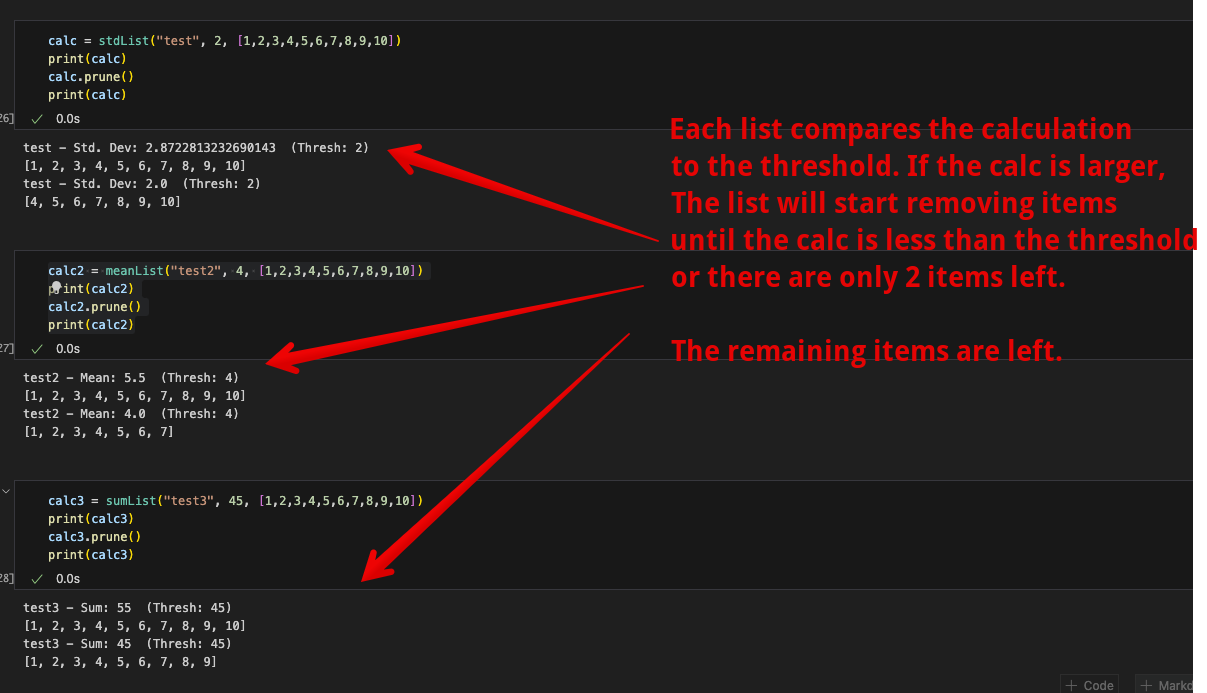 calc = stdList("test", 2, [1,2,3,4,5,6,7,8,9,10])
print(calc)
calc.prune()
print(calc)
26]
0.0s
test – Std. Dev: 2.8722813232690143  (Thresh: 2)
[1, 2, 3, 4, 5, 6, 7, 8, 9, 10]
test – Std. Dev: 2.0  (Thresh: 2)
[4, 5, 6, 7, 8, 9, 10]
Each list compares the calculation
to the threshold. If the calc is larger,
The list will start removing items
until the calc is less than the threshold
or there are only 2 items left.
The remaining items are left.
calc2 = meanList("test2", 4, [1,2,3,4,5,6,7,8,9,10])
print(calc2)
calc2.prune()
print(calc2)
27]
0.0s
test2 – Mean: 5.5  (Thresh: 4)
[1, 2, 3, 4, 5, 6, 7, 8, 9, 10]
test2 – Mean: 4.0  (Thresh: 4)
[1, 2, 3, 4, 5, 6, 7]
calc3 = sumList("test3", 45, [1,2,3,4,5,6,7,8,9,10])
print(calc3)
calc3.prune()
print(calc3)
28]
0.0s
test3 – Sum: 55  (Thresh: 45)
[1, 2, 3, 4, 5, 6, 7, 8, 9, 10]
test3 – Sum: 45  (Thresh: 45)
[1, 2, 3, 4, 5, 6, 7, 8, 9]
+ Code + Markd